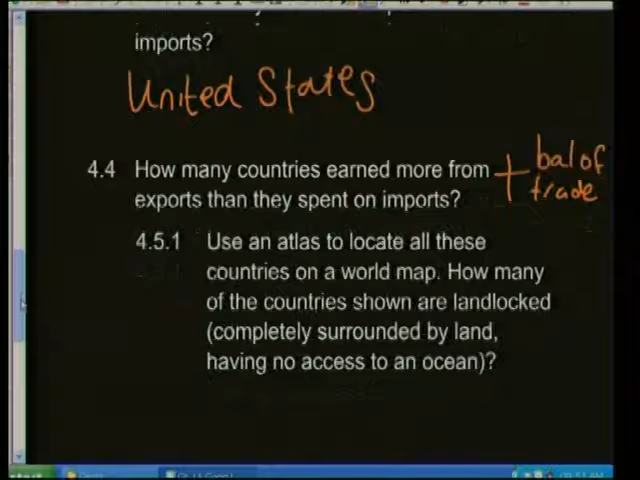 imports?
United States
4.4 How many countries earned more from + bal of
exports than they spent on imports? trade
4.5.1 Use an atlas to locate all these
countries on a world map. How many
of the countries shown are landlocked
(completely surrounded by land,
having no access to an ocean)?